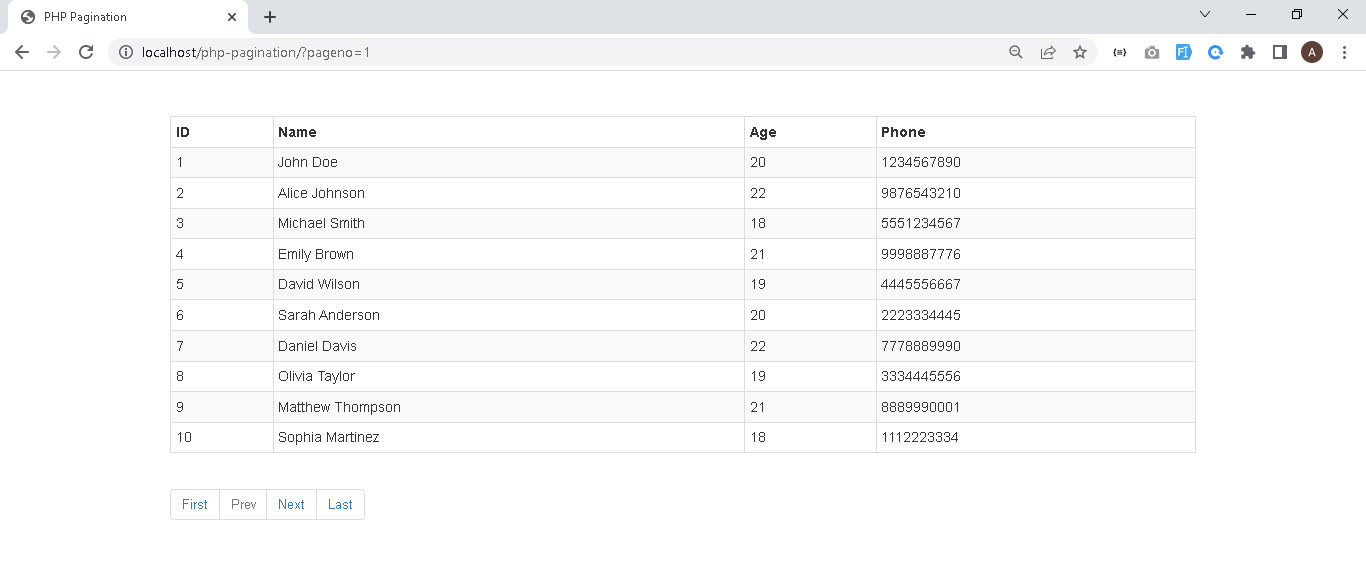 PHP Pagination
localhost/php-pagination/?pageno=1
A
ID Name Age Phone
1 John Doe 20 1234567890
2 Alice Johnson 22 9876543210
3 Michael Smith 18 5551234567
4 Emily Brown 21 9998887776
5 David Wilson 19 4445556667
6 Sarah Anderson 20 2223334445
7 Daniel Davis 22 7778889990
8 Olivia Taylor 19 3334445556
9 Matthew Thompson 21 8889990001
10 Sophia Martinez 18 1112223334
First Prev Next Last